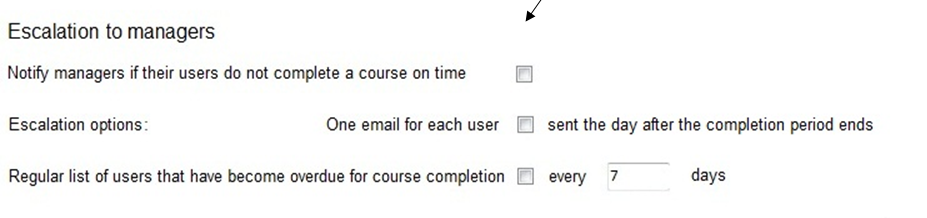 Escalation to managers
Notify managers if their users do not complete a course on time
Escalation options: One email for each user sent the day after the completion period ends
Regular list of users that have become overdue for course completion every 7 days